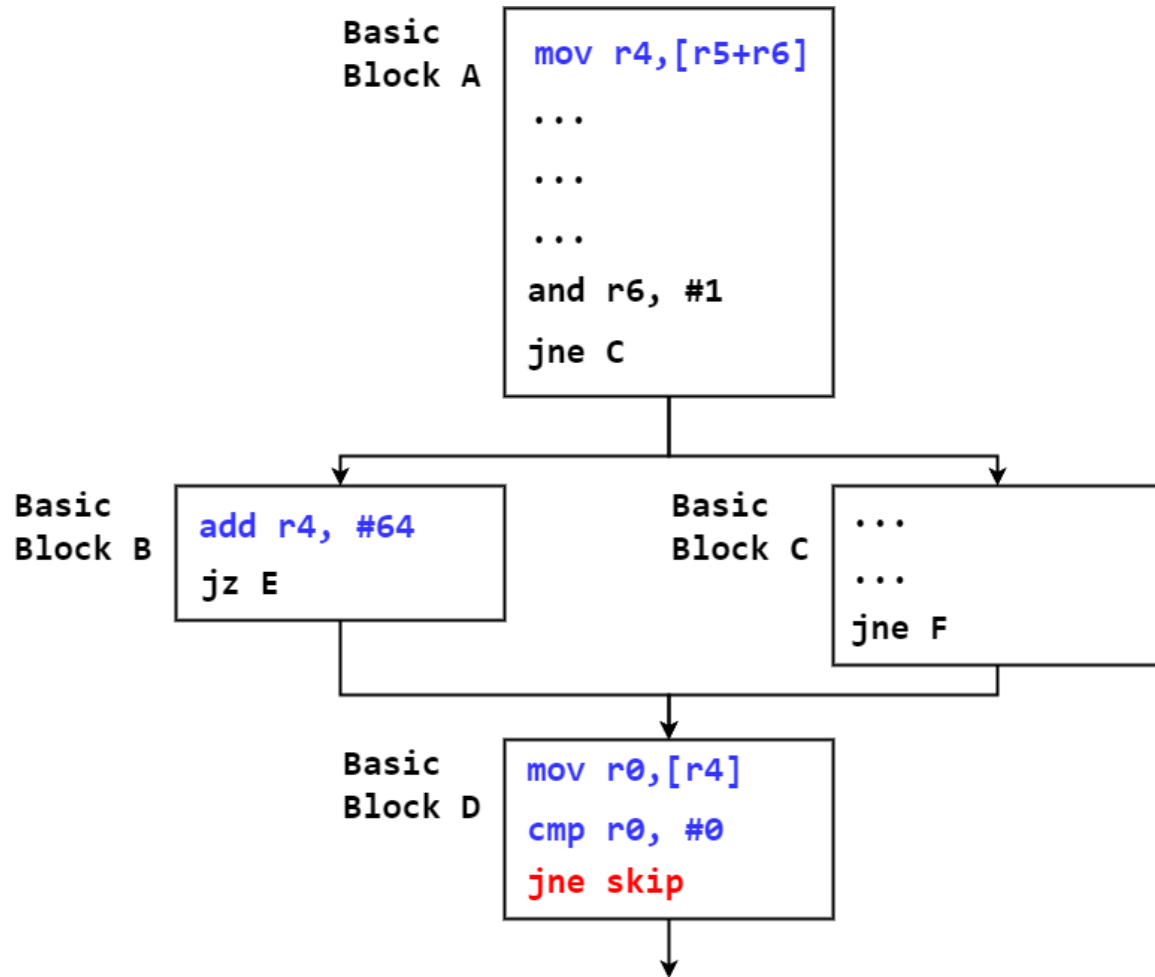 Basic
Block A
mov r4,[r5+r6]
...
...
...
and r6, #1
jne C
Basic
Block B
add r4, #64
jz E
Basic
Block C
...
...
jne F
Basic
Block D
mov r0,[r4]
cmp r0, #0
jne skip